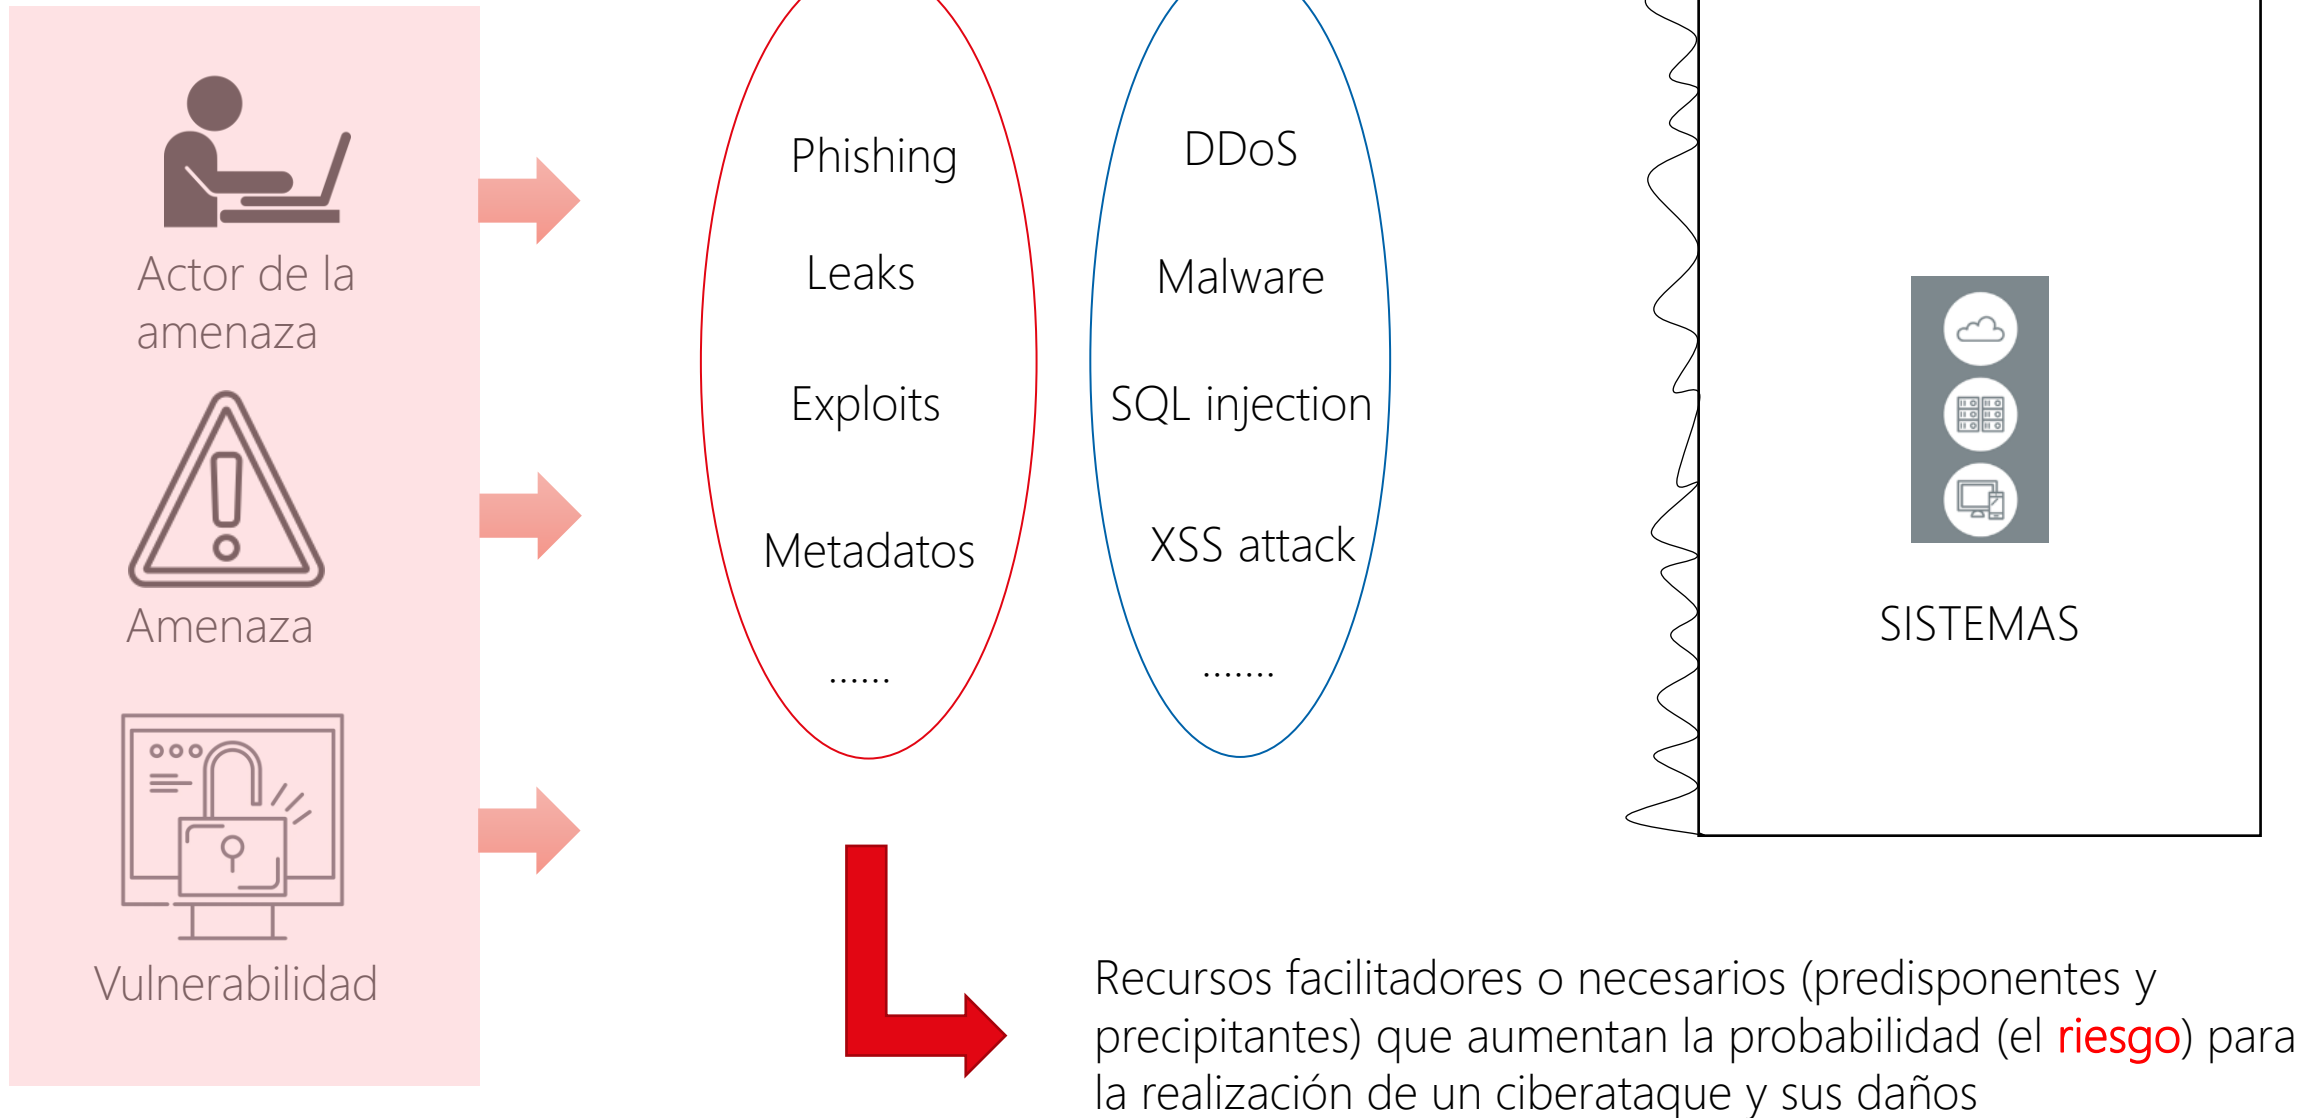 Actor de la
amenaza
Amenaza
Vulnerabilidad
Phishing
Leaks
Exploits
Metadatos
......
DDoS
Malware
SQL injection
XSS attack
.......
SISTEMAS
Recursos facilitadores o necesarios (predisponentes y
precipitantes) que aumentan la probabilidad (el riesgo) para
la realización de un ciberataque y sus daños